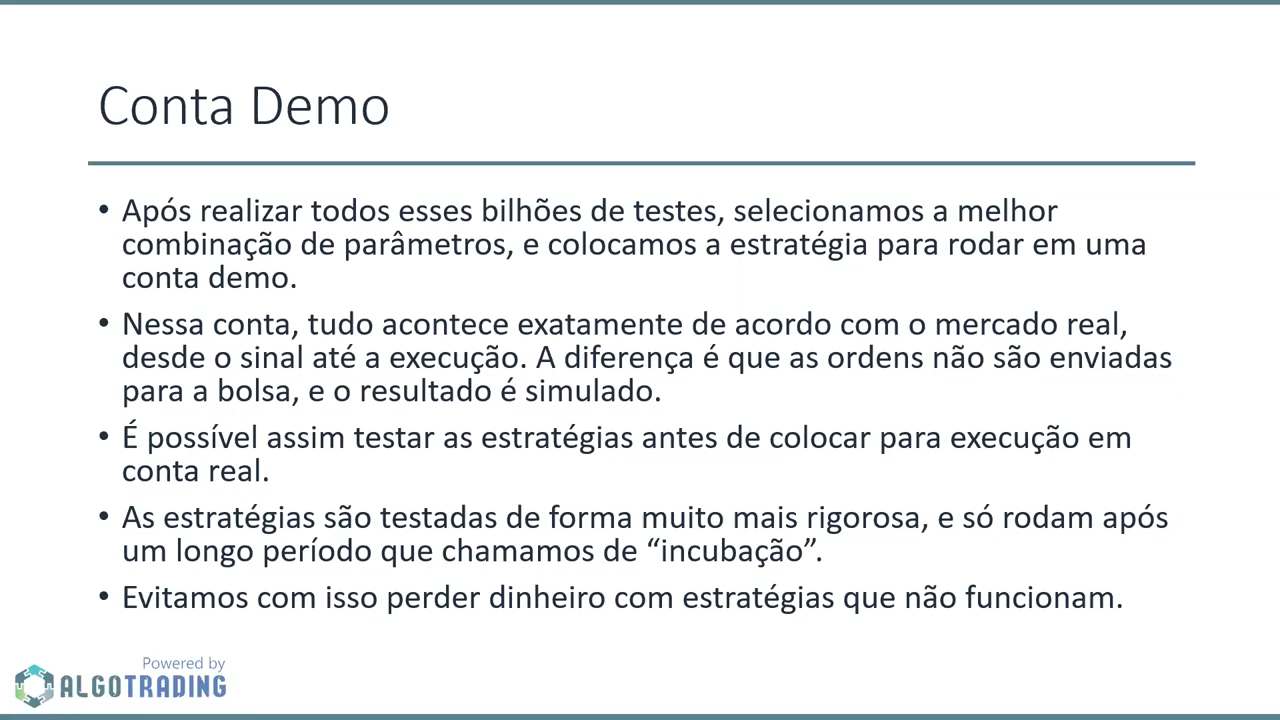 Conta Demo
• Após realizar todos esses bilhões de testes, selecionamos a melhor
combinação de parâmetros, e colocamos a estratégia para rodar em uma
conta demo.
• Nessa conta, tudo acontece exatamente de acordo com o mercado real,
desde o sinal até a execução. A diferença é que as ordens não são enviadas
para a bolsa, e o resultado é simulado.
• É possível assim testar as estratégias antes de colocar para execução em
conta real.
• As estratégias são testadas de forma muito mais rigorosa, e só rodam após
um longo período que chamamos de “incubação”.
• Evitamos com isso perder dinheiro com estratégias que não funcionam.
Powered by
ALGOTRADING